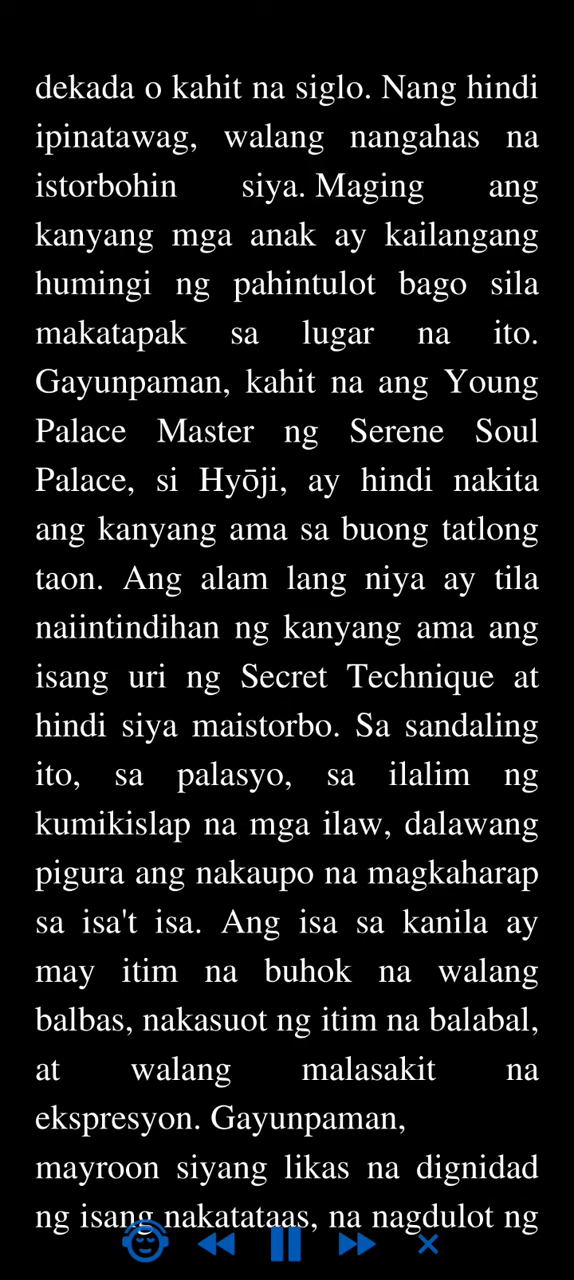 dekada o kahit na siglo. Nang hindi
ipinatawag, walang nangahas na
istorbohin siya. Maging ang
kanyang mga anak ay kailangang
humingi ng pahintulot bago sila
makatapak sa lugar na ito.
Gayunpaman, kahit na ang Young
Palace Master ng Serene Soul
Palace, si Hyōji, ay hindi nakita
ang kanyang ama sa buong tatlong
taon. Ang alam lang niya ay tila
naiintindihan ng kanyang ama ang
isang uri ng Secret Technique at
hindi siya maistorbo. Sa sandaling
ito, sa palasyo, sa ilalim ng
kumikislap na mga ilaw, dalawang
pigura ang nakaupo na magkaharap
sa isa't isa. Ang isa sa kanila ay
may itim na buhok na walang
balbas, nakasuot ng itim na balabal,
at walang malasakit na
ekspresyon. Gayunpaman,
mayroon siyang likas na dignidad
ng isang nakatataas, na nagdulot ng